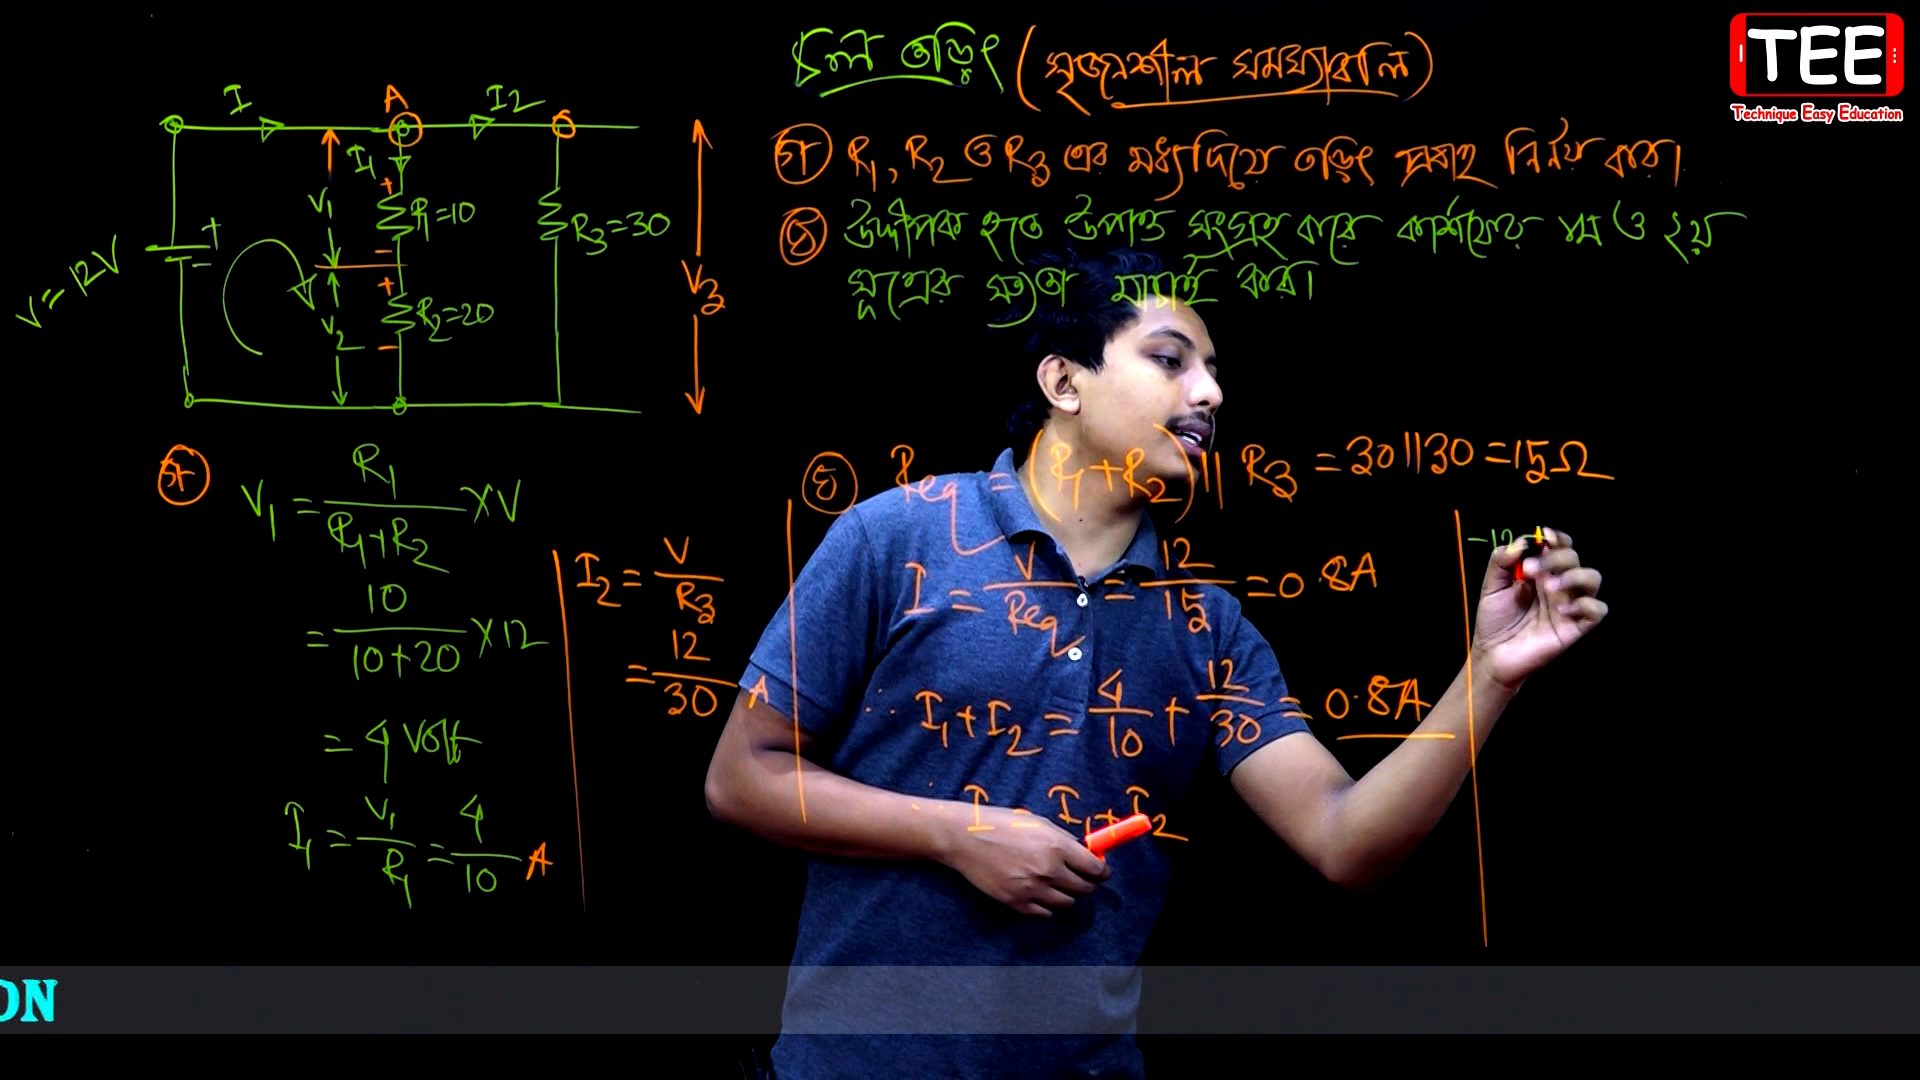 চল তড়িৎ (সৃজনশীল সমস্যাবলি)
TEE
Technique Easy Education
গ R₁, R₂ ও R₃ এর মধ্য দিয়ে তড়িৎ প্রবাহ নির্ণয় কর।
ঘ উদ্দীপক হতে উপাত্ত সংগ্রহ করে কার্শফের ১ম ও ২য়
সূত্রের সত্যতা যাচাই কর।
I A I2
I₁
+
V₁ R₁=10 R₃=30
+ −
− +
V=12V
V₂ R₂=20
−
V₃
গ V₁ = R₁/(R₁+R₂) × V
= 10/(10+20) × 12
= 4 Volt
I₁ = V₁/R₁ = 4/10 A
I₂ = V/R₃
= 12/30 A
ঘ Req = (R₁+R₂) || R₃ = 30||30 = 15Ω
I = V/Req = 12/15 = 0.8A
∴ I₁+I₂ = 4/10 + 12/30 = 0.8A
∴ I = I₁+I₂
−12
ON